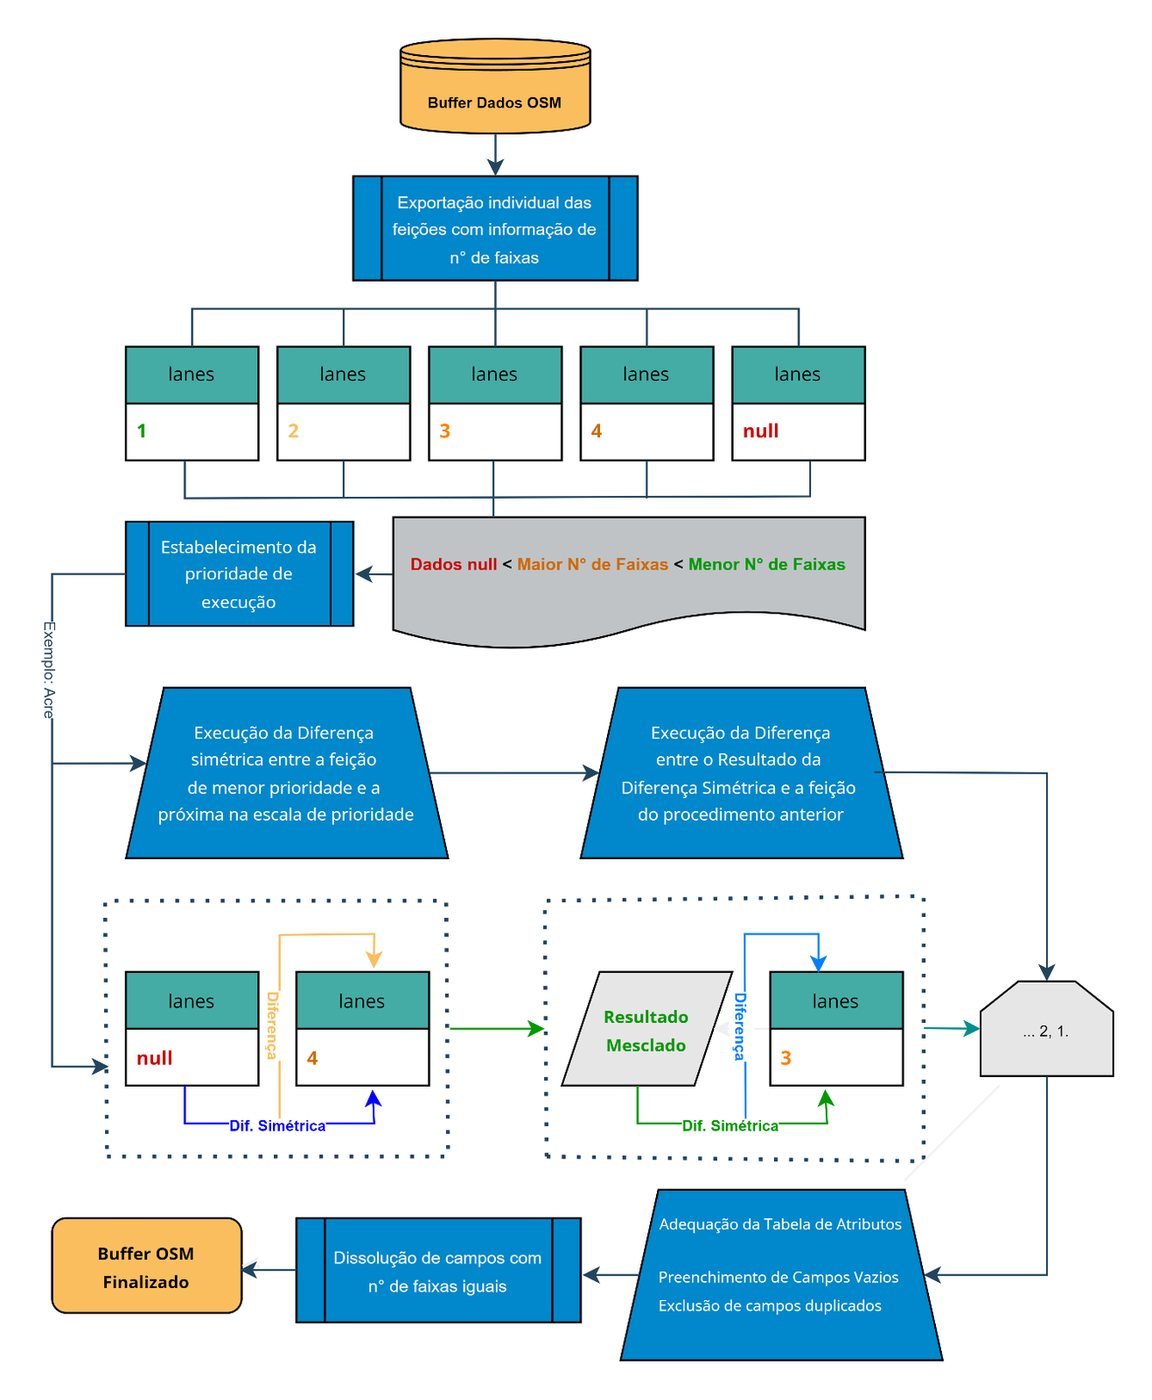 Buffer Dados OSM
Exportação individual das
feições com informação de
n° de faixas
lanes
1
lanes
2
lanes
3
lanes
4
lanes
null
Dados null < Maior N° de Faixas < Menor N° de Faixas
Estabelecimento da
prioridade de
execução
Exemplo: Acre
Execução da Diferença
simétrica entre a feição
de menor prioridade e a
próxima na escala de prioridade
Execução da Diferença
entre o Resultado da
Diferença Simétrica e a feição
do procedimento anterior
lanes
null
Diferença
lanes
4
Dif. Simétrica
Resultado
Mesclado
Diferença
lanes
3
Dif. Simétrica
... 2, 1.
Adequação da Tabela de Atributos
Preenchimento de Campos Vazios
Exclusão de campos duplicados
Dissolução de campos com
n° de faixas iguais
Buffer OSM
Finalizado